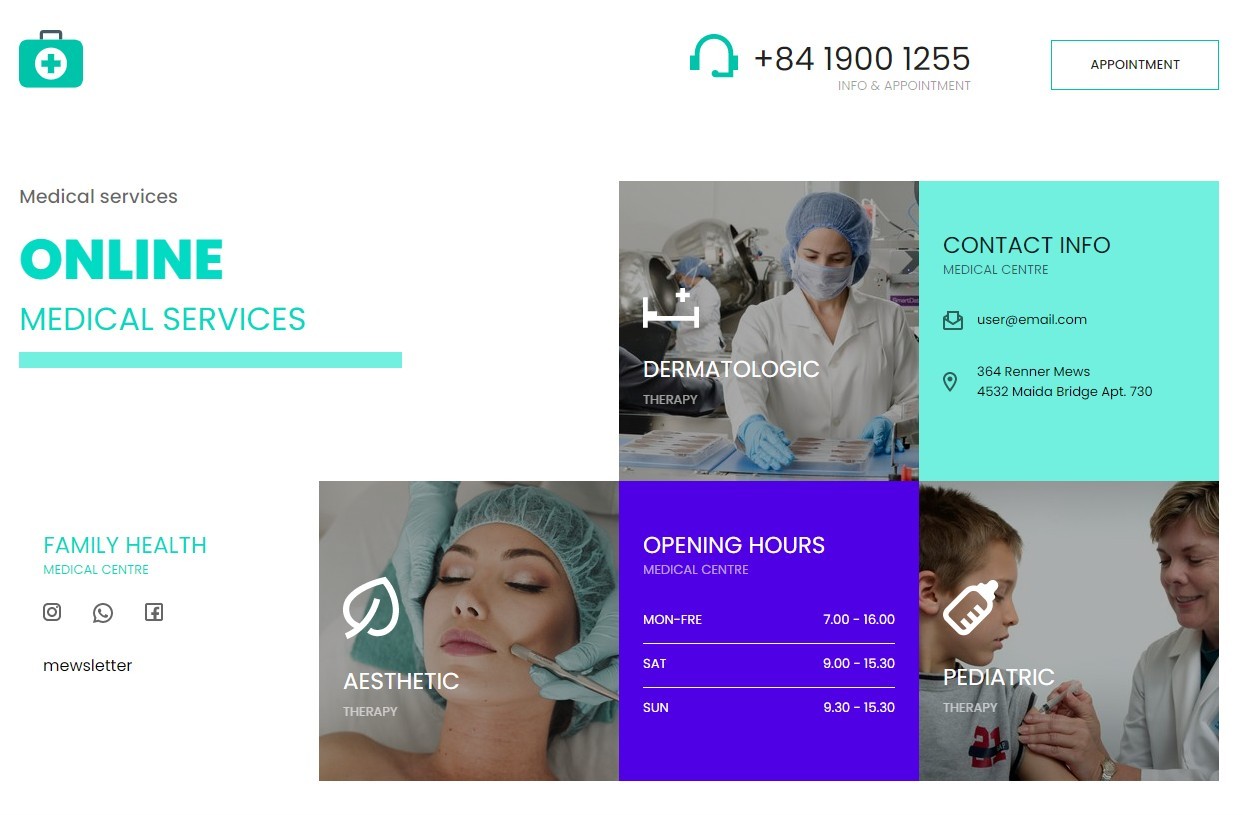 +84 1900 1255
INFO & APPOINTMENT
APPOINTMENT
Medical services
ONLINE
MEDICAL SERVICES
DERMATOLOGIC
THERAPY
CONTACT INFO
MEDICAL CENTRE
user@email.com
364 Renner Mews
4532 Maida Bridge Apt. 730
FAMILY HEALTH
MEDICAL CENTRE
mewsletter
AESTHETIC
THERAPY
OPENING HOURS
MEDICAL CENTRE
MON-FRE 7.00 - 16.00
SAT 9.00 - 15.30
SUN 9.30 - 15.30
PEDIATRIC
THERAPY
21